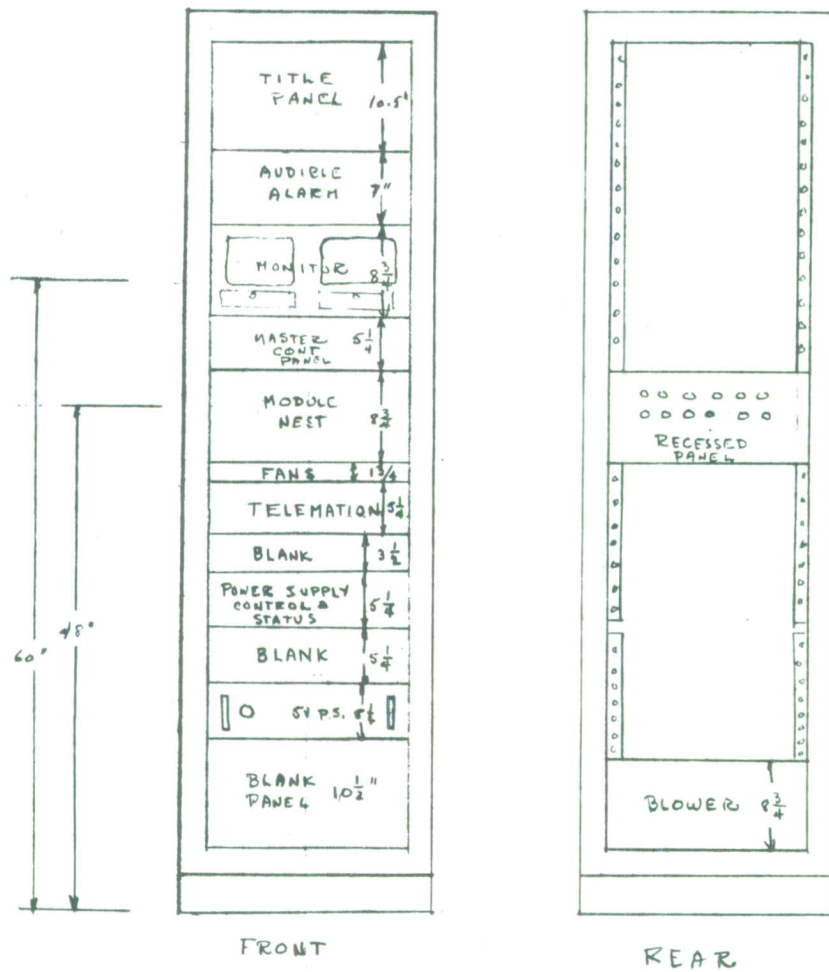 TITLE
PANEL 10.5"
AUDIBLE
ALARM 7"
MONITOR 8 3/4
MASTER
CONT
PANEL 5 1/4
MODULE
NEST 8 3/4
FANS 1 3/4
TELEMATION 5 1/4
BLANK 3 1/2
POWER SUPPLY
CONTROL &
STATUS 5 1/4
BLANK 5 1/4
5V P.S. 5 1/4
BLANK
PANEL 10 1/2"
60"
48"
FRONT
RECESSED
PANEL
BLOWER 8 3/4
REAR